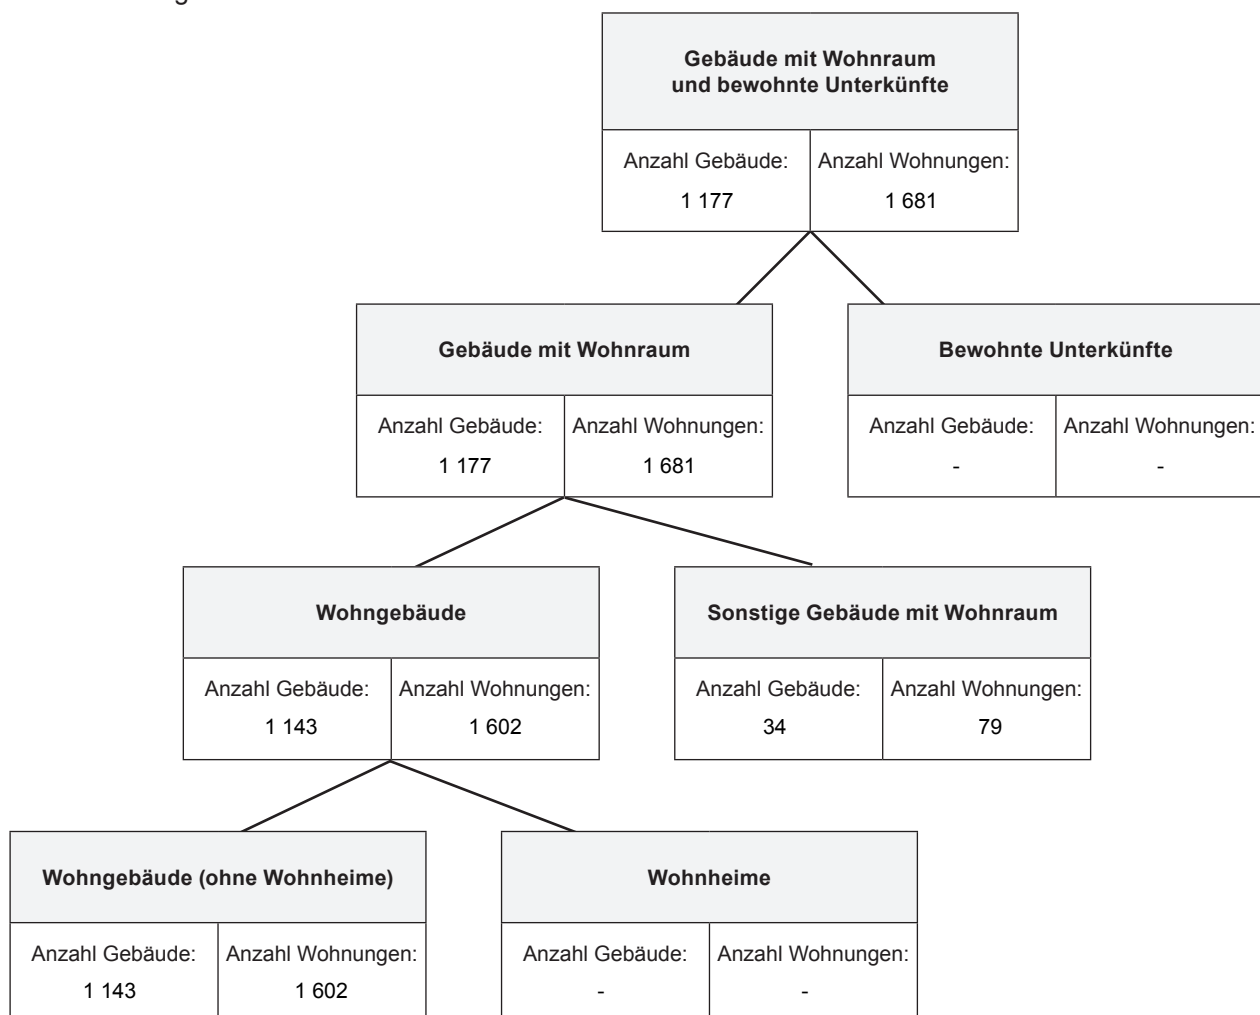 Gebäude mit Wohnraum
und bewohnte Unterkünfte
Anzahl Gebäude: Anzahl Wohnungen:
1 177 1 681
Gebäude mit Wohnraum Bewohnte Unterkünfte
Anzahl Gebäude: Anzahl Wohnungen: Anzahl Gebäude: Anzahl Wohnungen:
1 177 1 681 - -
Wohngebäude Sonstige Gebäude mit Wohnraum
Anzahl Gebäude: Anzahl Wohnungen: Anzahl Gebäude: Anzahl Wohnungen:
1 143 1 602 34 79
Wohngebäude (ohne Wohnheime) Wohnheime
Anzahl Gebäude: Anzahl Wohnungen: Anzahl Gebäude: Anzahl Wohnungen:
1 143 1 602 - -